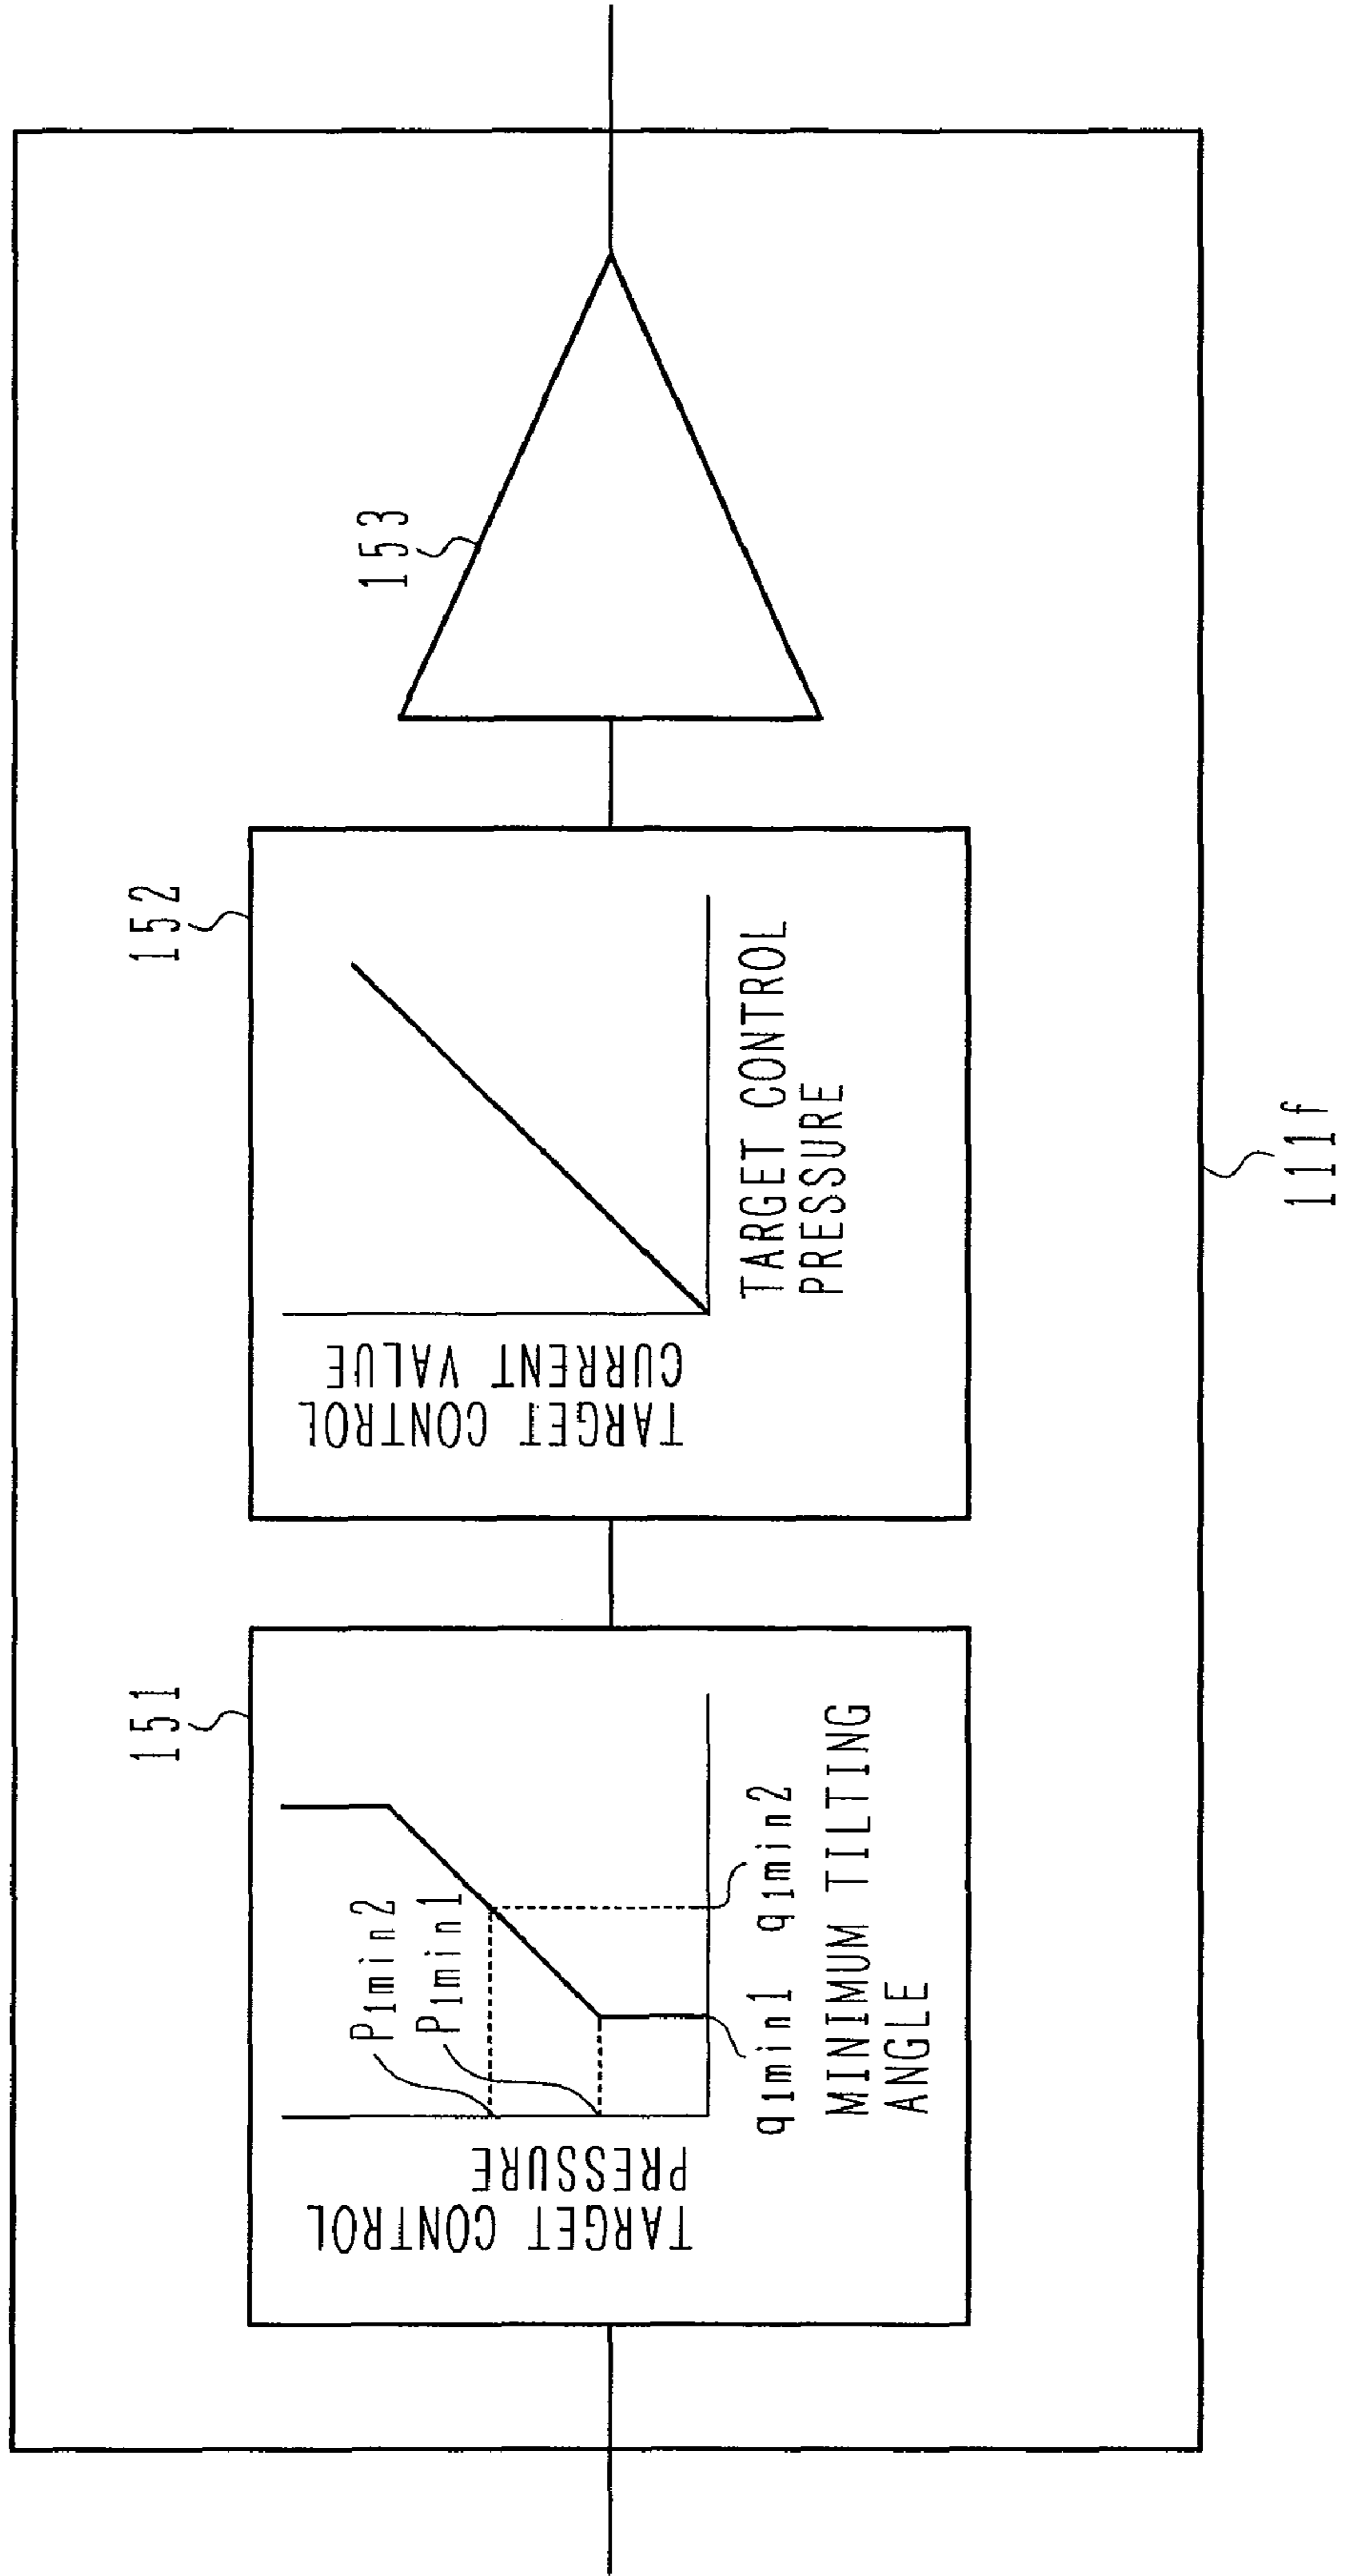 151
TARGET CONTROL
PRESSURE
P1min2
P1min1
q1min1 q1min2
MINIMUM TILTING
ANGLE
152
TARGET CONTROL
CURRENT VALUE
TARGET CONTROL
PRESSURE
153
111f